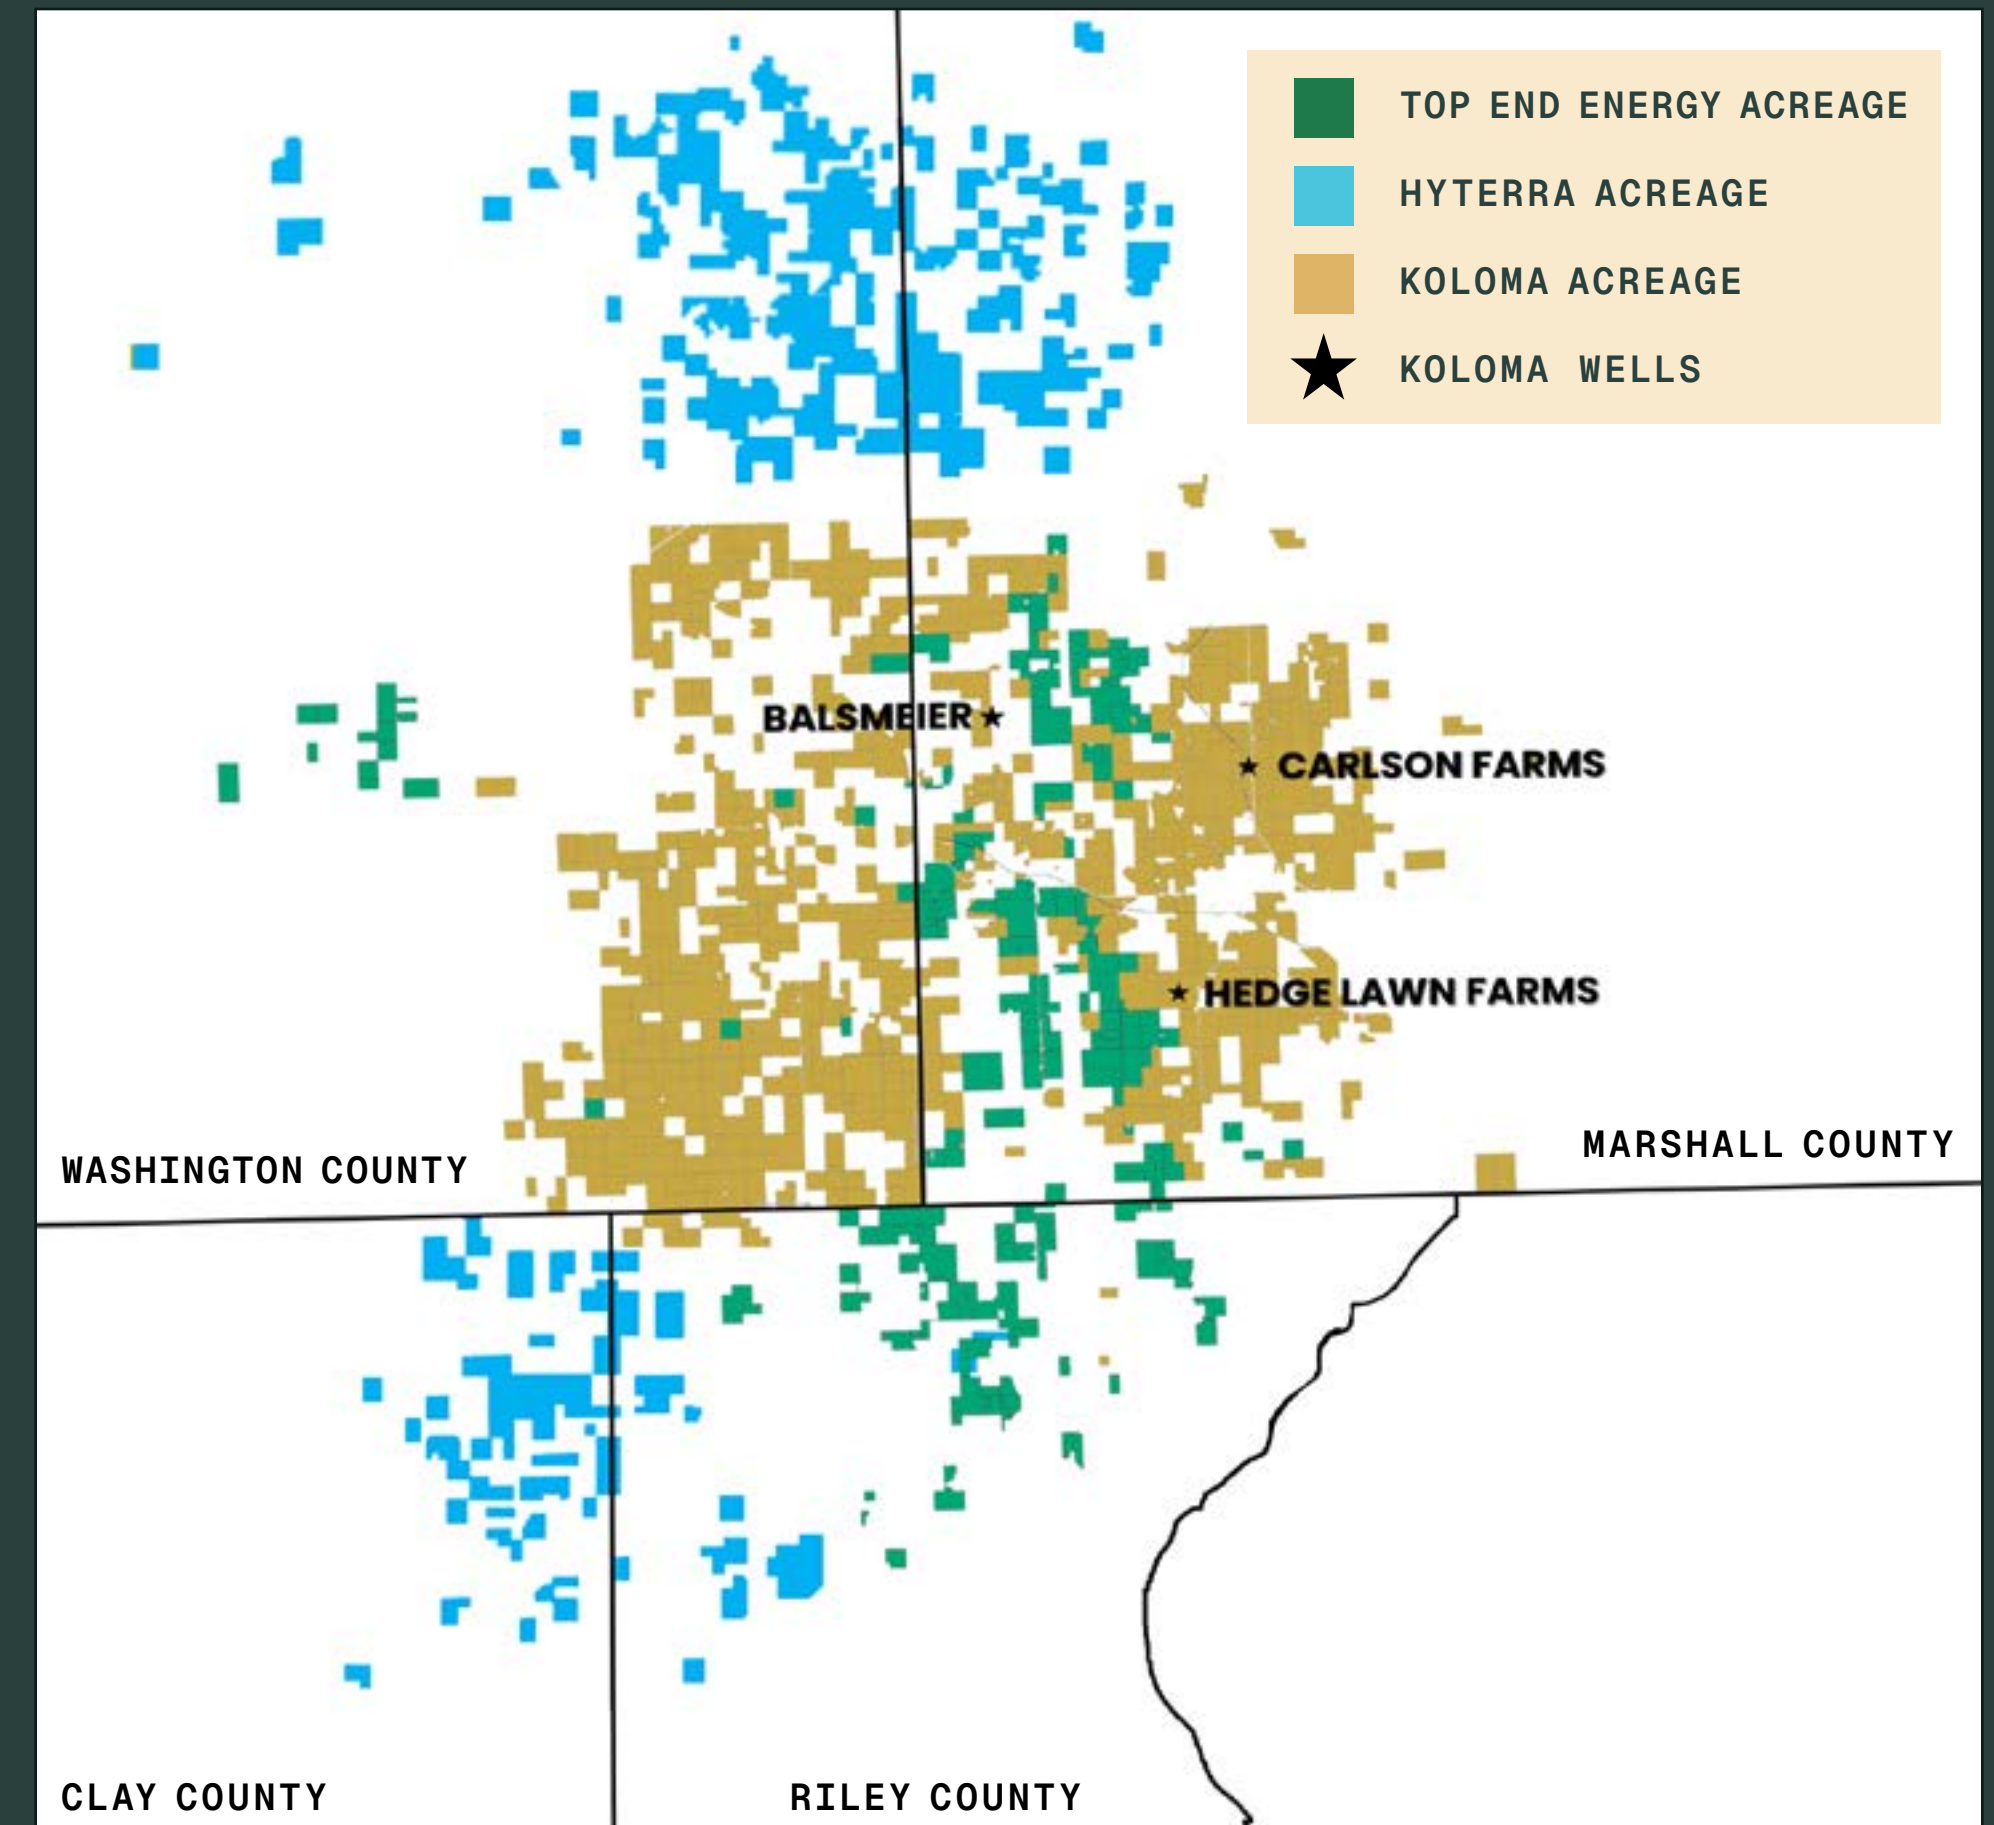 TOP END ENERGY ACREAGE
HYTERRA ACREAGE
KOLOMA ACREAGE
KOLOMA WELLS
BALSMEIER
CARLSON FARMS
HEDGE LAWN FARMS
WASHINGTON COUNTY
MARSHALL COUNTY
CLAY COUNTY
RILEY COUNTY